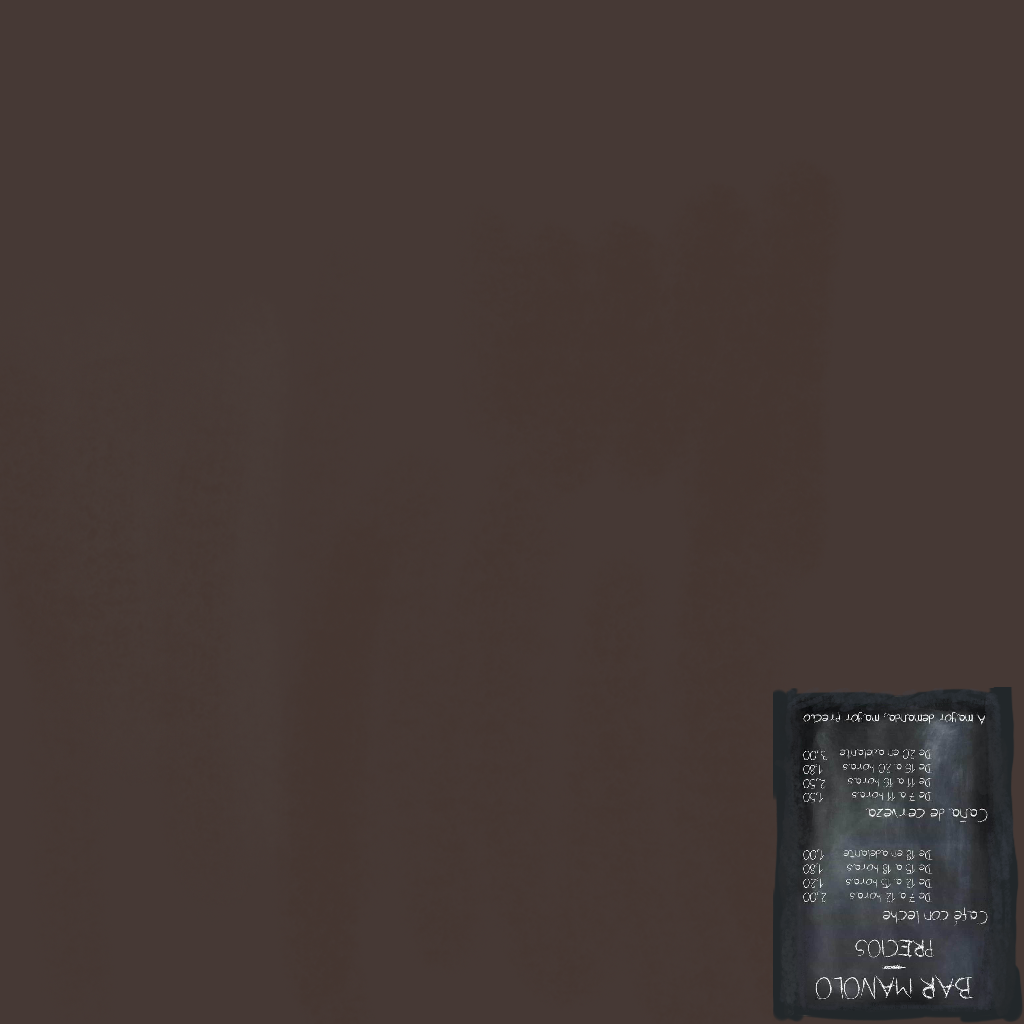 BAR MANOLO
PRECIOS
Café con leche
De 7 a 12 horas 2,00
De 12 a 15 horas 1,20
De 15 a 18 horas 1,80
De 18 en adelante 1,00
Caña de cerveza
De 7 a 11 horas 1,50
De 11 a 16 horas 2,50
De 16 a 20 horas 1,80
De 20 en adelante 3,00
A mayor demanda, mayor precio